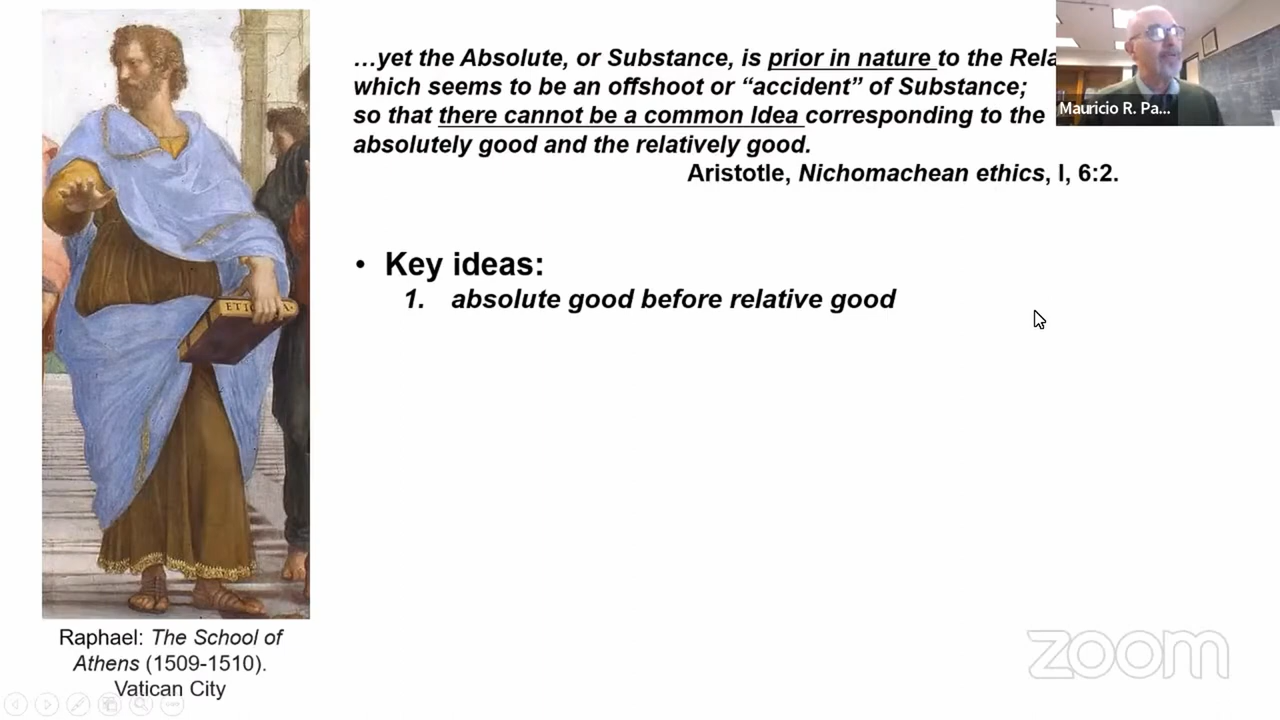 …yet the Absolute, or Substance, is prior in nature to the
which seems to be an offshoot or “accident” of Substance;
so that there cannot be a common Idea corresponding to the
absolutely good and the relatively good.
Aristotle, Nichomachean ethics, I, 6:2.
Mauricio R. Pa...
• Key ideas:
1. absolute good before relative good
ETIC
Raphael: The School of
Athens (1509-1510).
Vatican City
zoom